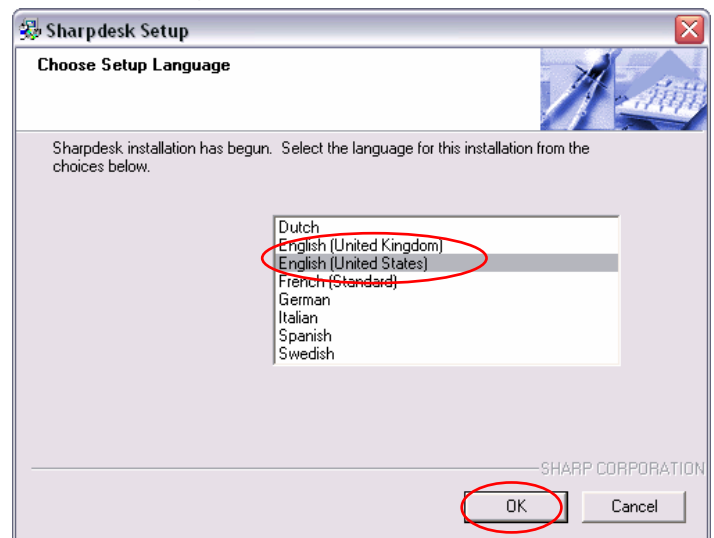 Sharpdesk Setup
Choose Setup Language
Sharpdesk installation has begun. Select the language for this installation from the
choices below.
Dutch
English (United Kingdom)
English (United States)
French (Standard)
German
Italian
Spanish
Swedish
SHARP CORPORATION
OK Cancel